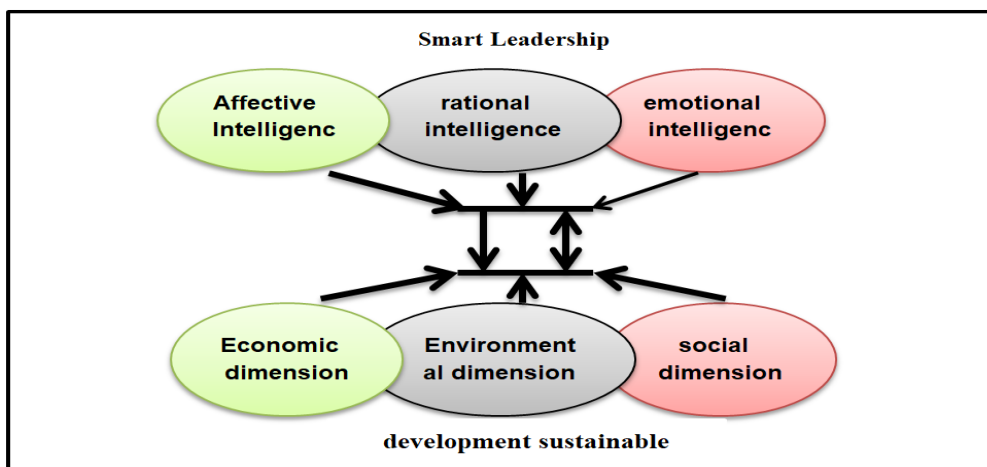 Smart Leadership
Affective
Intelligenc
rational
intelligence
emotional
intelligenc
Economic
dimension
Environment
al dimension
social
dimension
development sustainable